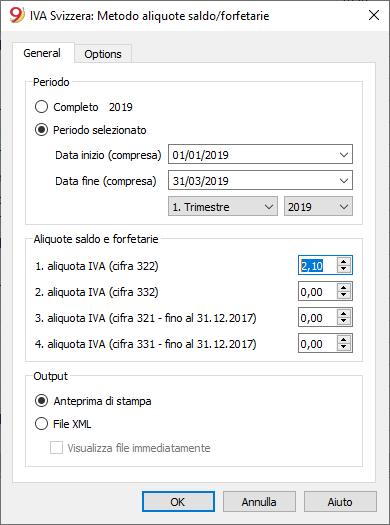 9 IVA Svizzera: Metodo aliquote saldo/forfetarie
General Options
Periodo
Completo 2019
Periodo selezionato
Data inizio (compresa) 01/01/2019
Data fine (compresa) 31/03/2019
1. Trimestre 2019
Aliquote saldo e forfetarie
1. aliquota IVA (cifra 322) 2,10
2. aliquota IVA (cifra 332) 0,00
3. aliquota IVA (cifra 321 - fino al 31.12.2017) 0,00
4. aliquota IVA (cifra 331 - fino al 31.12.2017) 0,00
Output
Anteprima di stampa
File XML
Visualizza file immediatamente
OK Annulla Aiuto